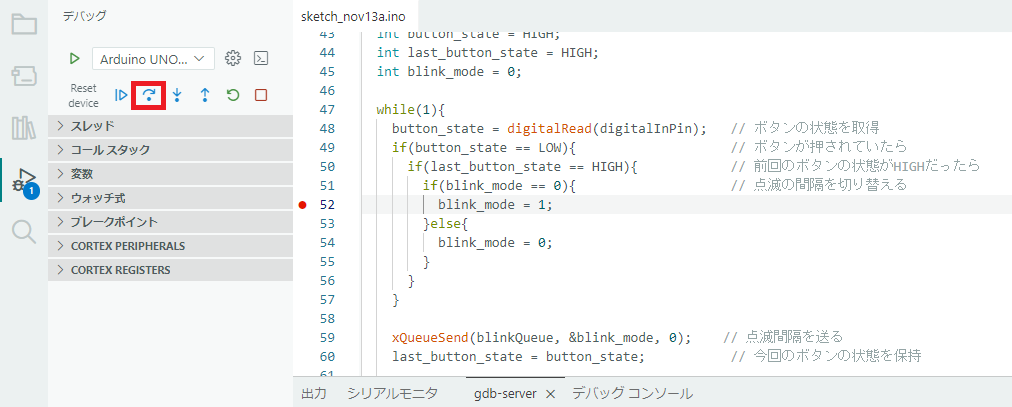 デバッグ
Arduino UNO...
Reset
device
スレッド
コール スタック
変数
ウォッチ式
ブレークポイント
CORTEX PERIPHERALS
CORTEX REGISTERS
1
sketch_nov13a.ino
43 int button_state = HIGH;
44 int last_button_state = HIGH;
45 int blink_mode = 0;
46
47 while(1){
48 button_state = digitalRead(digitalInPin); // ボタンの状態を取得
49 if(button_state == LOW){ // ボタンが押されていたら
50 if(last_button_state == HIGH){ // 前回のボタンの状態がHIGHだったら
51 if(blink_mode == 0){ // 点滅の間隔を切り替える
52 blink_mode = 1;
53 }else{
54 blink_mode = 0;
55 }
56 }
57 }
58
59 xQueueSend(blinkQueue, &blink_mode, 0); // 点滅間隔を送る
60 last_button_state = button_state; // 今回のボタンの状態を保持
61
出力 シリアルモニタ gdb-server デバッグ コンソール